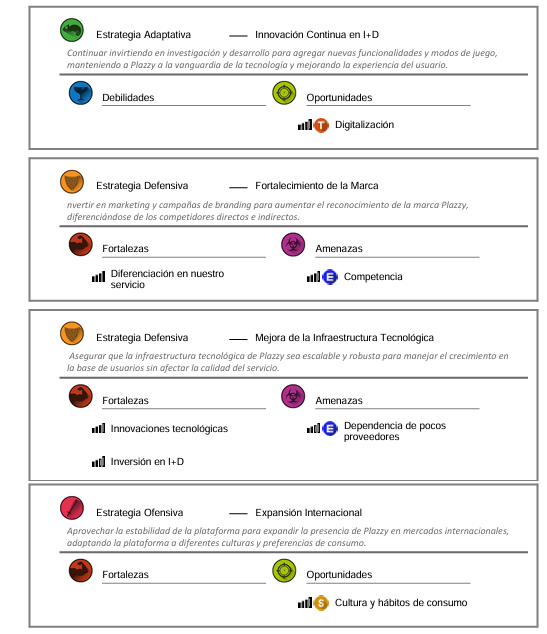 Estrategia Adaptativa — Innovación Continua en I+D
Continuar invirtiendo en investigación y desarrollo para agregar nuevas funcionalidades y modos de juego,
manteniendo a Plazzy a la vanguardia de la tecnología y mejorando la experiencia del usuario.
Debilidades Oportunidades
T Digitalización
Estrategia Defensiva — Fortalecimiento de la Marca
nvertir en marketing y campañas de branding para aumentar el reconocimiento de la marca Plazzy,
diferenciándose de los competidores directos e indirectos.
Fortalezas Amenazas
Diferenciación en nuestro
servicio
E Competencia
Estrategia Defensiva — Mejora de la Infraestructura Tecnológica
Asegurar que la infraestructura tecnológica de Plazzy sea escalable y robusta para manejar el crecimiento en
la base de usuarios sin afectar la calidad del servicio.
Fortalezas Amenazas
Innovaciones tecnológicas
Inversión en I+D
E Dependencia de pocos
proveedores
Estrategia Ofensiva — Expansión Internacional
Aprovechar la estabilidad de la plataforma para expandir la presencia de Plazzy en mercados internacionales,
adaptando la plataforma a diferentes culturas y preferencias de consumo.
Fortalezas Oportunidades
S Cultura y hábitos de consumo